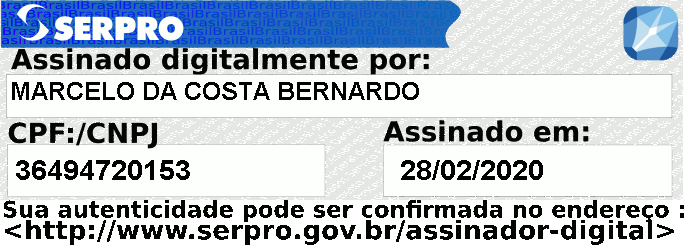 SERPRO
Assinado digitalmente por:
MARCELO DA COSTA BERNARDO
CPF:/CNPJ
Assinado em:
36494720153
28/02/2020
Sua autenticidade pode ser confirmada no endereço :
<http://www.serpro.gov.br/assinador-digital>